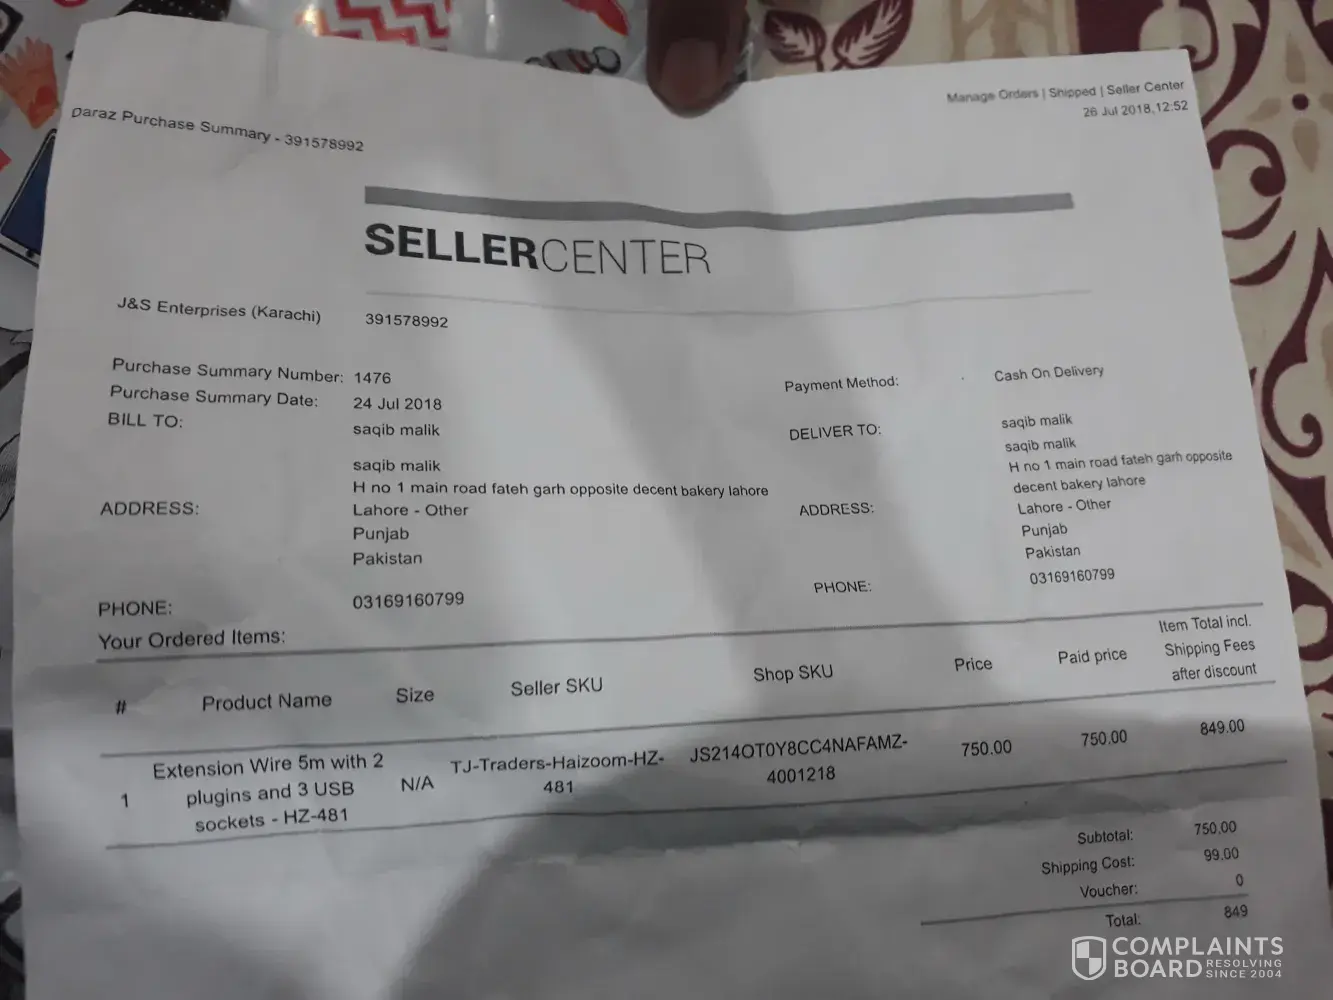 Daraz Purchase Summary - 391578992
Manage Orders | Shipped | Seller Center
26 Jul 2018,12:52
SELLERCENTER
J&S Enterprises (Karachi)
391578992
Purchase Summary Number: 1476
Purchase Summary Date: 24 Jul 2018
BILL TO: saqib malik
saqib malik
H no 1 main road fateh garh opposite decent bakery lahore
ADDRESS: Lahore - Other
Punjab
Pakistan
PHONE: 03169160799
Payment Method: Cash On Delivery
DELIVER TO: saqib malik
saqib malik
H no 1 main road fateh garh opposite
decent bakery lahore
ADDRESS: Lahore - Other
Punjab
Pakistan
PHONE: 03169160799
Your Ordered Items:
# Product Name Size Seller SKU Shop SKU Price Paid price Item Total incl.
Shipping Fees
after discount
1 Extension Wire 5m with 2
plugins and 3 USB
sockets - HZ-481
N/A
TJ-Traders-Haizoom-HZ-
481
JS214OT0Y8CC4NAFAMZ-
4001218
750.00 750.00 849.00
Subtotal: 750.00
Shipping Cost: 99.00
Voucher: 0
Total: 849
COMPLAINTS
BOARD RESOLVING
SINCE 2004